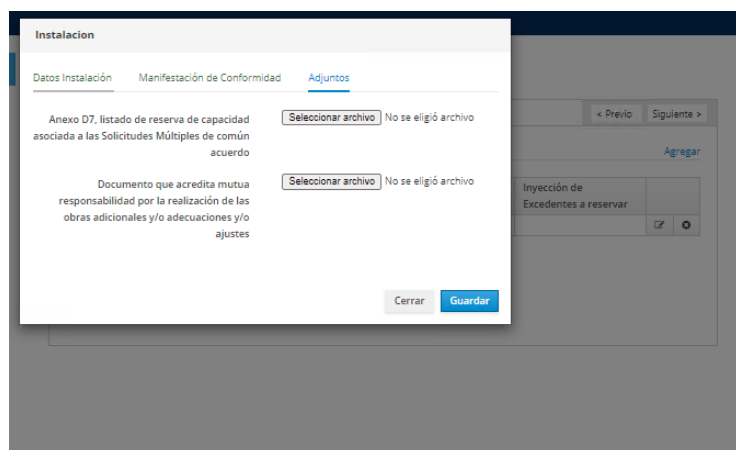 Instalacion
Datos Instalación Manifestación de Conformidad Adjuntos
Anexo D7, listado de reserva de capacidad
asociada a las Solicitudes Múltiples de común
acuerdo
Seleccionar archivo No se eligió archivo
Documento que acredita mutua
responsabilidad por la realización de las
obras adicionales y/o adecuaciones y/o
ajustes
Seleccionar archivo No se eligió archivo
Cerrar Guardar
< Previo Siguiente >
Agregar
Inyección de
Excedentes a reservar